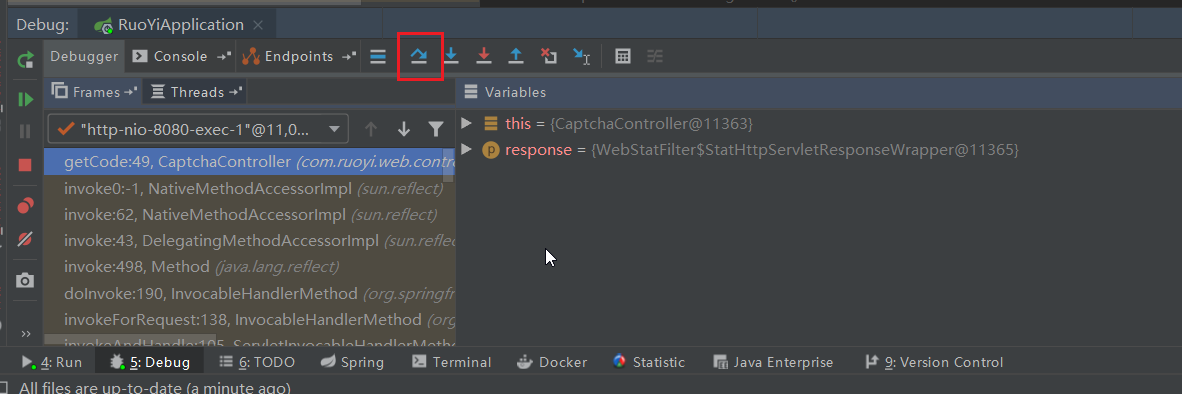 Debug: RuoYiApplication
Debugger Console Endpoints
Frames Threads Variables
"http-nio-8080-exec-1"@11,0...
this = {CaptchaController@11363}
response = {WebStatFilter$StatHttpServletResponseWrapper@11365}
getCode:49, CaptchaController (com.ruoyi.web.contr
invoke0:-1, NativeMethodAccessorImpl (sun.reflect)
invoke:62, NativeMethodAccessorImpl (sun.reflect)
invoke:43, DelegatingMethodAccessorImpl (sun.reflec
invoke:498, Method (java.lang.reflect)
doInvoke:190, InvocableHandlerMethod (org.springfr
invokeForRequest:138, InvocableHandlerMethod (org
invokeAndHandle:105, ServletInvocableHandlerMetho
4: Run 5: Debug 6: TODO Spring Terminal Docker Statistic Java Enterprise 9: Version Control
All files are up-to-date (a minute ago)